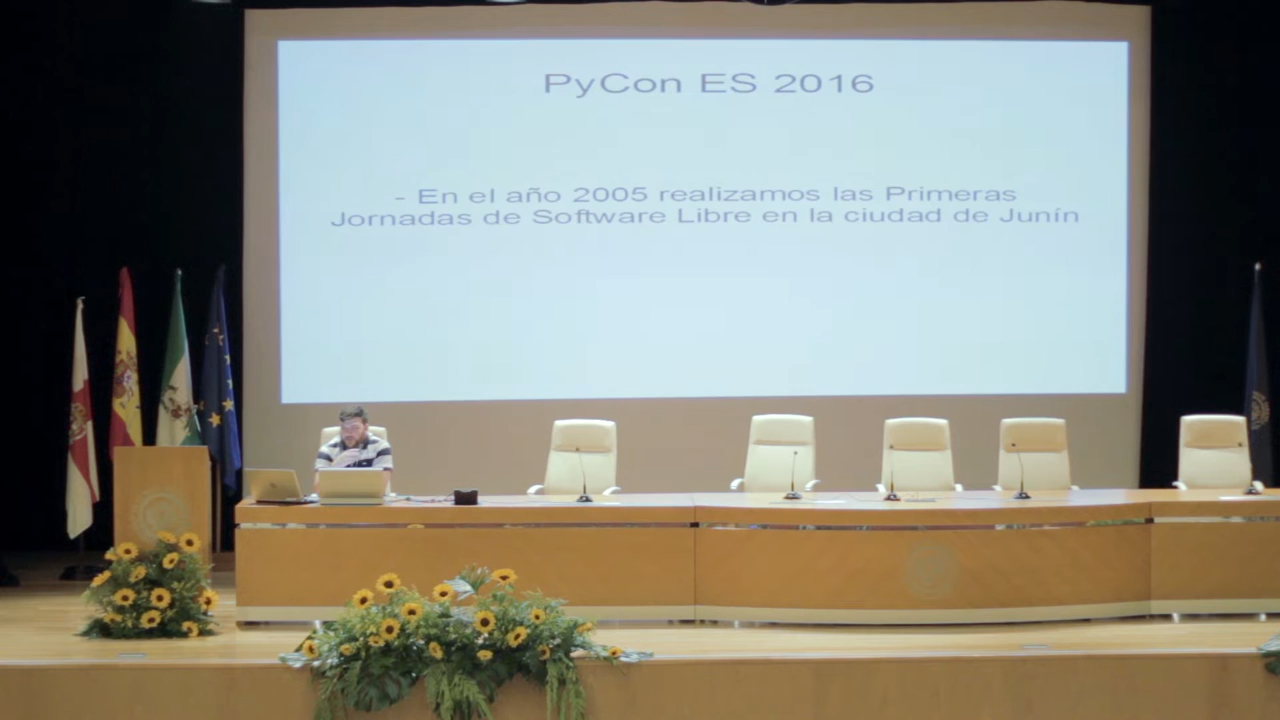 PyCon ES 2016
- En el año 2005 realizamos las Primeras
Jornadas de Software Libre en la ciudad de Junín